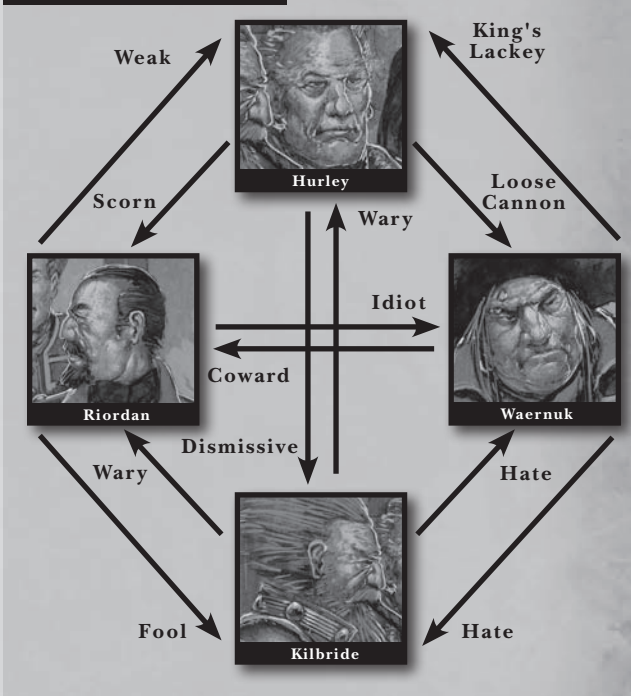 King's
Lackey
Weak
Hurley
Scorn
Loose
Cannon
Wary
Idiot
Coward
Riordan
Waernuk
Dismissive
Wary
Hate
Fool
Hate
Kilbride